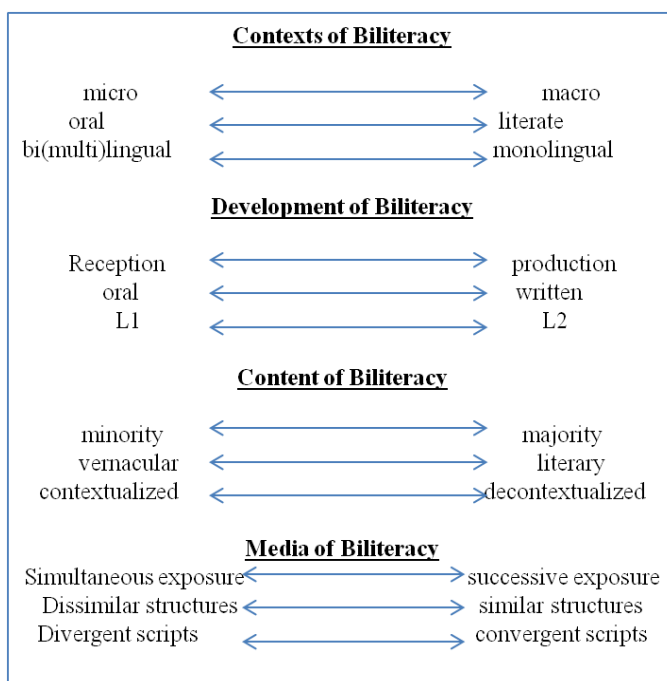 Contexts of Biliteracy
micro macro
oral literate
bi(multi)lingual monolingual
Development of Biliteracy
Reception production
oral written
L1 L2
Content of Biliteracy
minority majority
vernacular literary
contextualized decontextualized
Media of Biliteracy
Simultaneous exposure successive exposure
Dissimilar structures similar structures
Divergent scripts convergent scripts